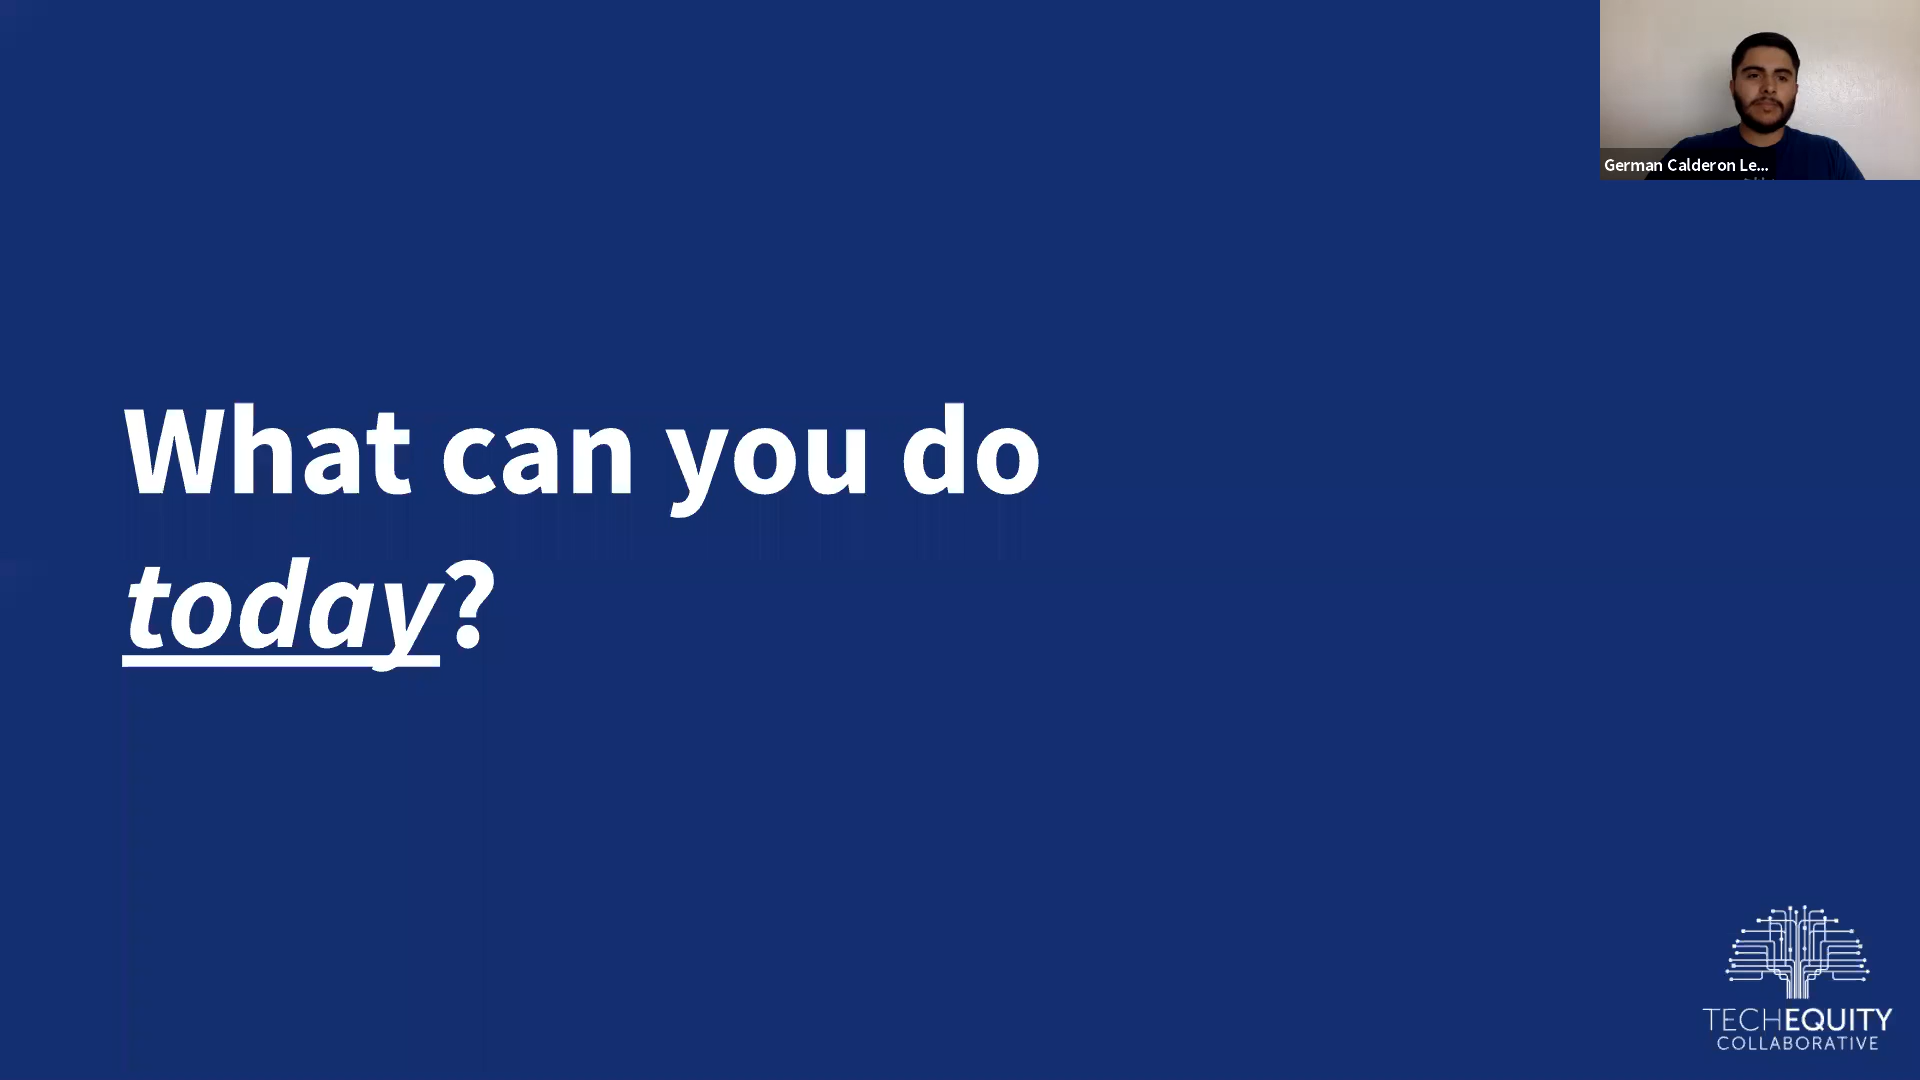 German Calderon Le...
What can you do
today?
TECHEQUITY
COLLABORATIVE